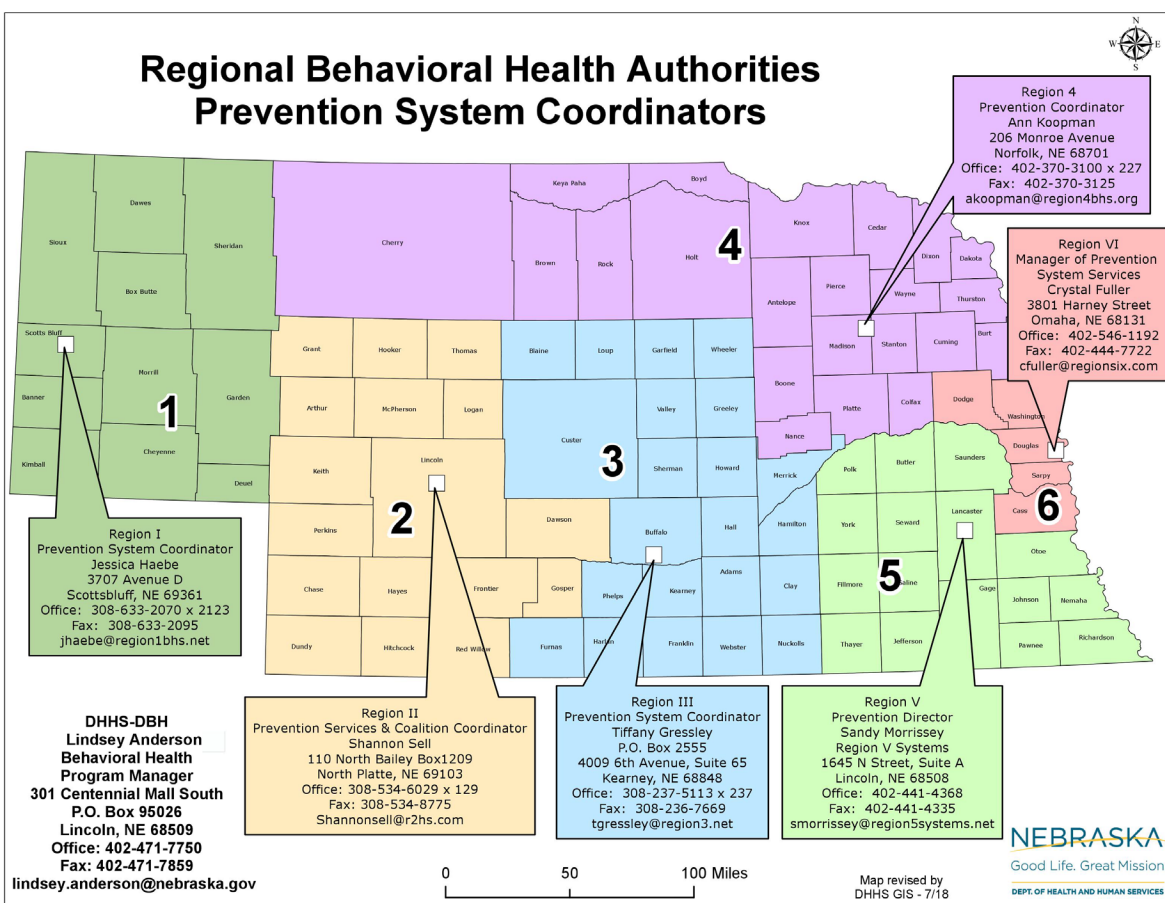 Regional Behavioral Health Authorities
Prevention System Coordinators
N
W E
S
Region 4
Prevention Coordinator
Ann Koopman
206 Monroe Avenue
Norfolk, NE 68701
Office: 402-370-3100 x 227
Fax: 402-370-3125
akoopman@region4bhs.org
Region VI
Manager of Prevention
System Services
Crystal Fuller
3801 Harney Street
Omaha, NE 68131
Office: 402-546-1192
Fax: 402-444-7722
cfuller@regionsix.com
Sioux
Dawes
Sheridan
Box Butte
Scotts Bluff
Morrill
Banner
Garden
Kimball
Cheyenne
Deuel
1
Cherry
Keya Paha
Boyd
Brown
Rock
Holt
4
Knox
Cedar
Dixon
Dakota
Antelope
Pierce
Wayne
Thurston
Madison
Stanton
Cuming
Burt
Boone
Platte
Colfax
Nance
Grant
Hooker
Thomas
Arthur
McPherson
Logan
Keith
Lincoln
Perkins
2
Dawson
Chase
Hayes
Frontier
Gosper
Dundy
Hitchcock
Red Willow
Blaine
Loup
Garfield
Wheeler
Custer
Valley
Greeley
3
Sherman
Howard
Merrick
Buffalo
Hall
Hamilton
Phelps
Kearney
Adams
Clay
Furnas
Harlan
Franklin
Webster
Nuckolls
Polk
Butler
Saunders
York
Seward
Lancaster
Fillmore
5
Saline
Gage
Otoe
Johnson
Nemaha
Thayer
Jefferson
Pawnee
Richardson
Dodge
Washington
Douglas
Sarpy
Cass
6
Region I
Prevention System Coordinator
Jessica Haebe
3707 Avenue D
Scottsbluff, NE 69361
Office: 308-633-2070 x 2123
Fax: 308-633-2095
jhaebe@region1bhs.net
Region II
Prevention Services & Coalition Coordinator
Shannon Sell
110 North Bailey Box1209
North Platte, NE 69103
Office: 308-534-6029 x 129
Fax: 308-534-8775
Shannonsell@r2hs.com
Region III
Prevention System Coordinator
Tiffany Gressley
P.O. Box 2555
4009 6th Avenue, Suite 65
Kearney, NE 68848
Office: 308-237-5113 x 237
Fax: 308-236-7669
tgressley@region3.net
Region V
Prevention Director
Sandy Morrissey
Region V Systems
1645 N Street, Suite A
Lincoln, NE 68508
Office: 402-441-4368
Fax: 402-441-4335
smorrissey@region5systems.net
DHHS-DBH
Lindsey Anderson
Behavioral Health
Program Manager
301 Centennial Mall South
P.O. Box 95026
Lincoln, NE 68509
Office: 402-471-7750
Fax: 402-471-7859
lindsey.anderson@nebraska.gov
0 50 100 Miles
Map revised by
DHHS GIS - 7/18
NEBRASKA
Good Life. Great Mission.
DEPT. OF HEALTH AND HUMAN SERVICES